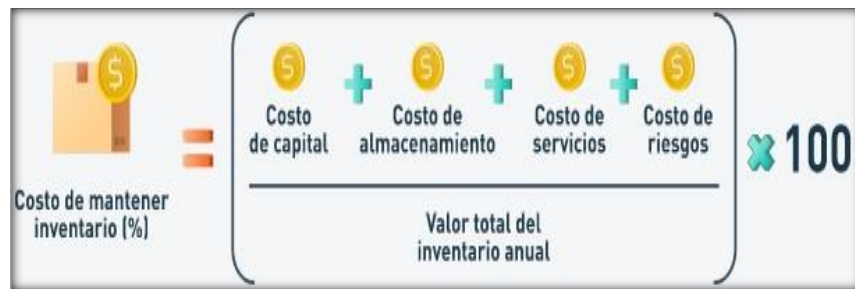 $
$ + $ + $ + $
Costo
de capital
Costo de
almacenamiento
Costo de
servicios
Costo de
riesgos
=
× 100
Costo de mantener
inventario (%)
Valor total del
inventario anual